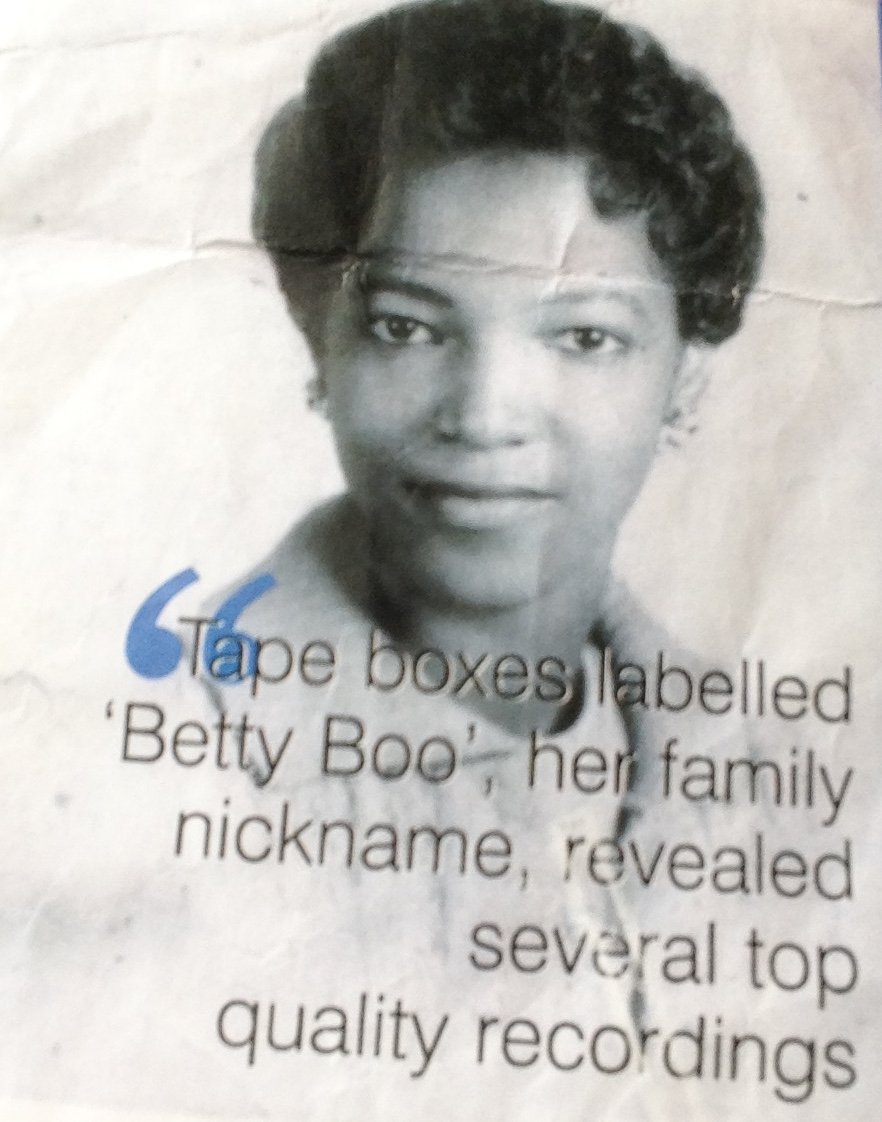 “Tape boxes labelled
‘Betty Boo’, her family
nickname, revealed
several top
quality recordings